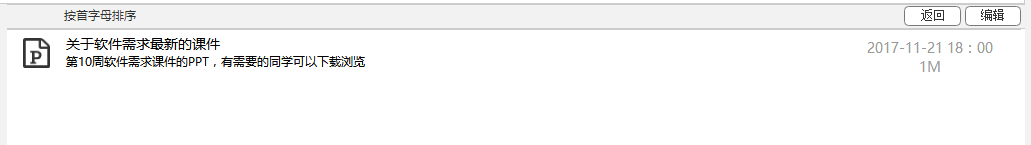 按首字母排序 返回 编辑
P 关于软件需求最新的课件 2017-11-21 18：00
第10周软件需求课件的PPT，有需要的同学可以下载浏览 1M